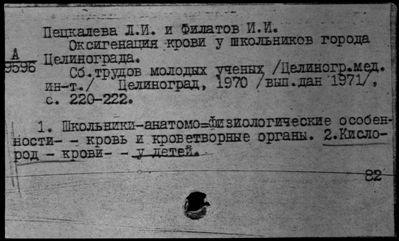 Пецкалева Л.И. и Филатов И.И.
Оксигенация крови у школьников города
Целинограда.
А
9596
Сб.трудов молодых ученых /Целиногр.мед.
ин-т./ Целиноград, 1970 /вып.дан 1971/,
с. 220-222.
1. Школьники-анатомо=физиологические особен-
ности- - кровь и кроветворные органы. 2.Кисло-
род - крови- - у детей.
82